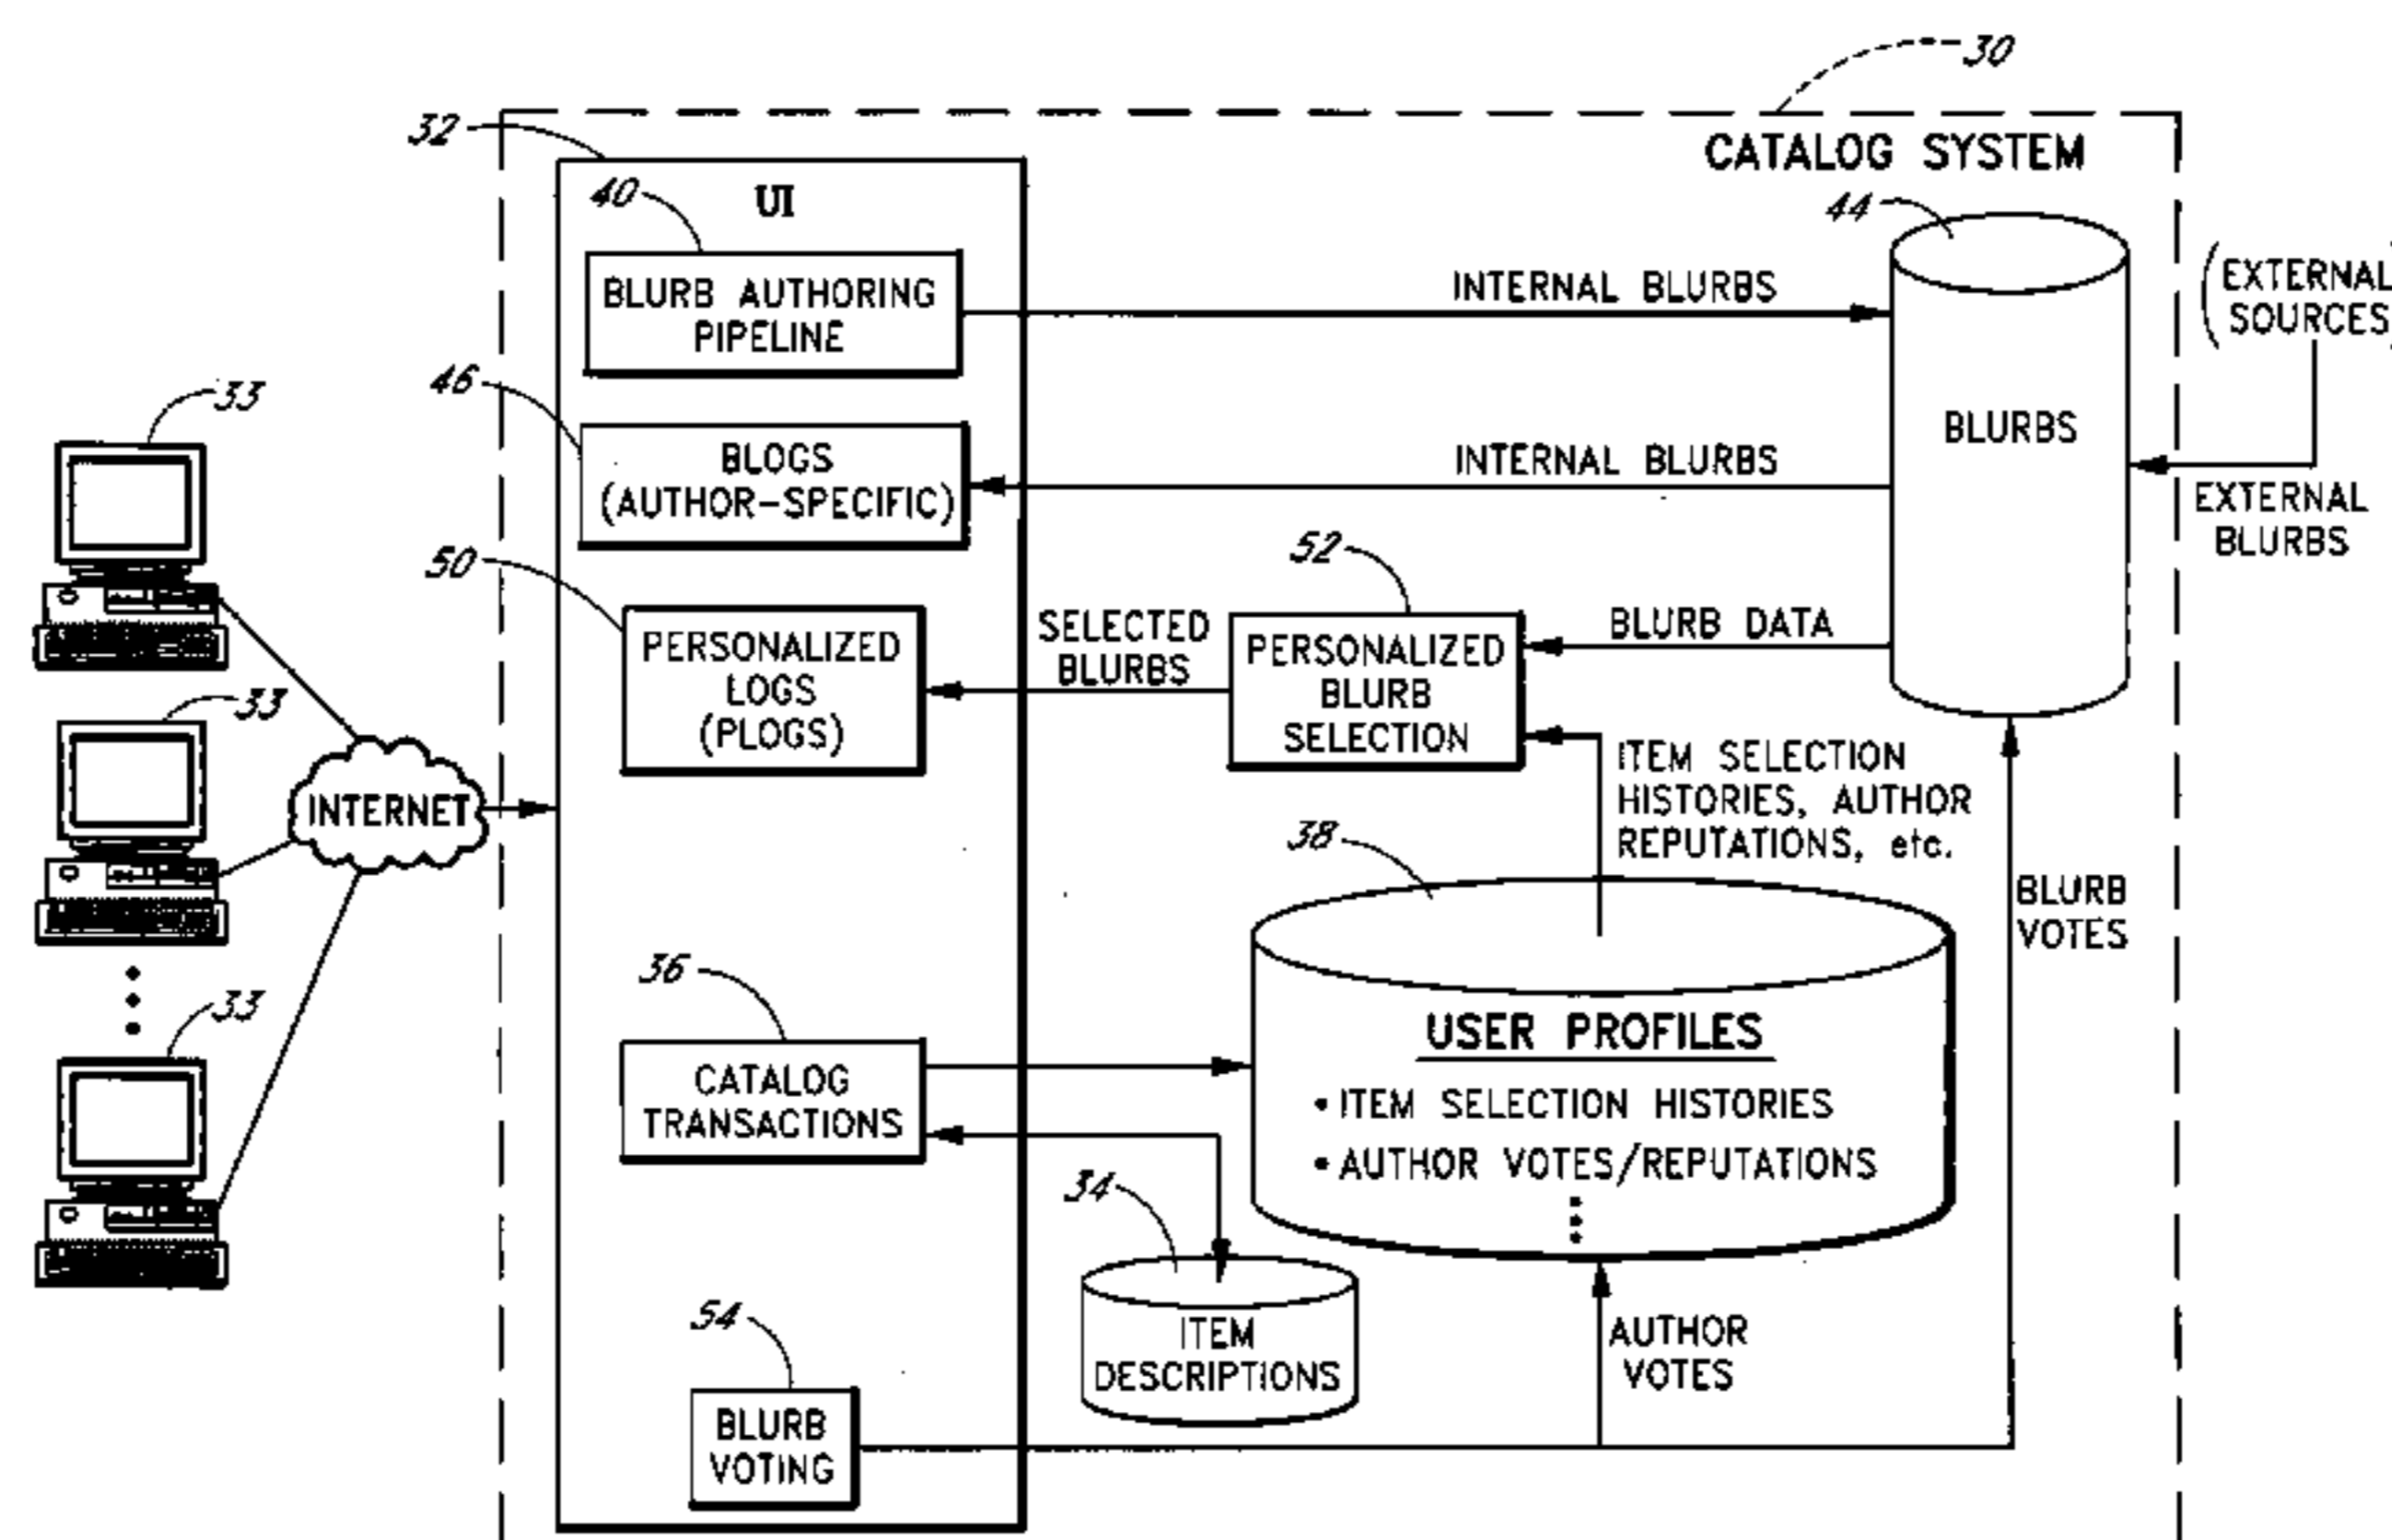 30
32
CATALOG SYSTEM
UI
40
44
BLURB AUTHORING
PIPELINE
INTERNAL BLURBS
(EXTERNAL
SOURCES)
46
33
BLOGS
(AUTHOR-SPECIFIC)
INTERNAL BLURBS
BLURBS
EXTERNAL
BLURBS
50
52
PERSONALIZED
LOGS
(PLOGS)
SELECTED
BLURBS
PERSONALIZED
BLURB
SELECTION
BLURB DATA
33
INTERNET
ITEM SELECTION
HISTORIES, AUTHOR
REPUTATIONS, etc.
38
BLURB
VOTES
36
33
USER PROFILES
• ITEM SELECTION HISTORIES
• AUTHOR VOTES/REPUTATIONS
CATALOG
TRANSACTIONS
34
ITEM
DESCRIPTIONS
AUTHOR
VOTES
54
BLURB
VOTING